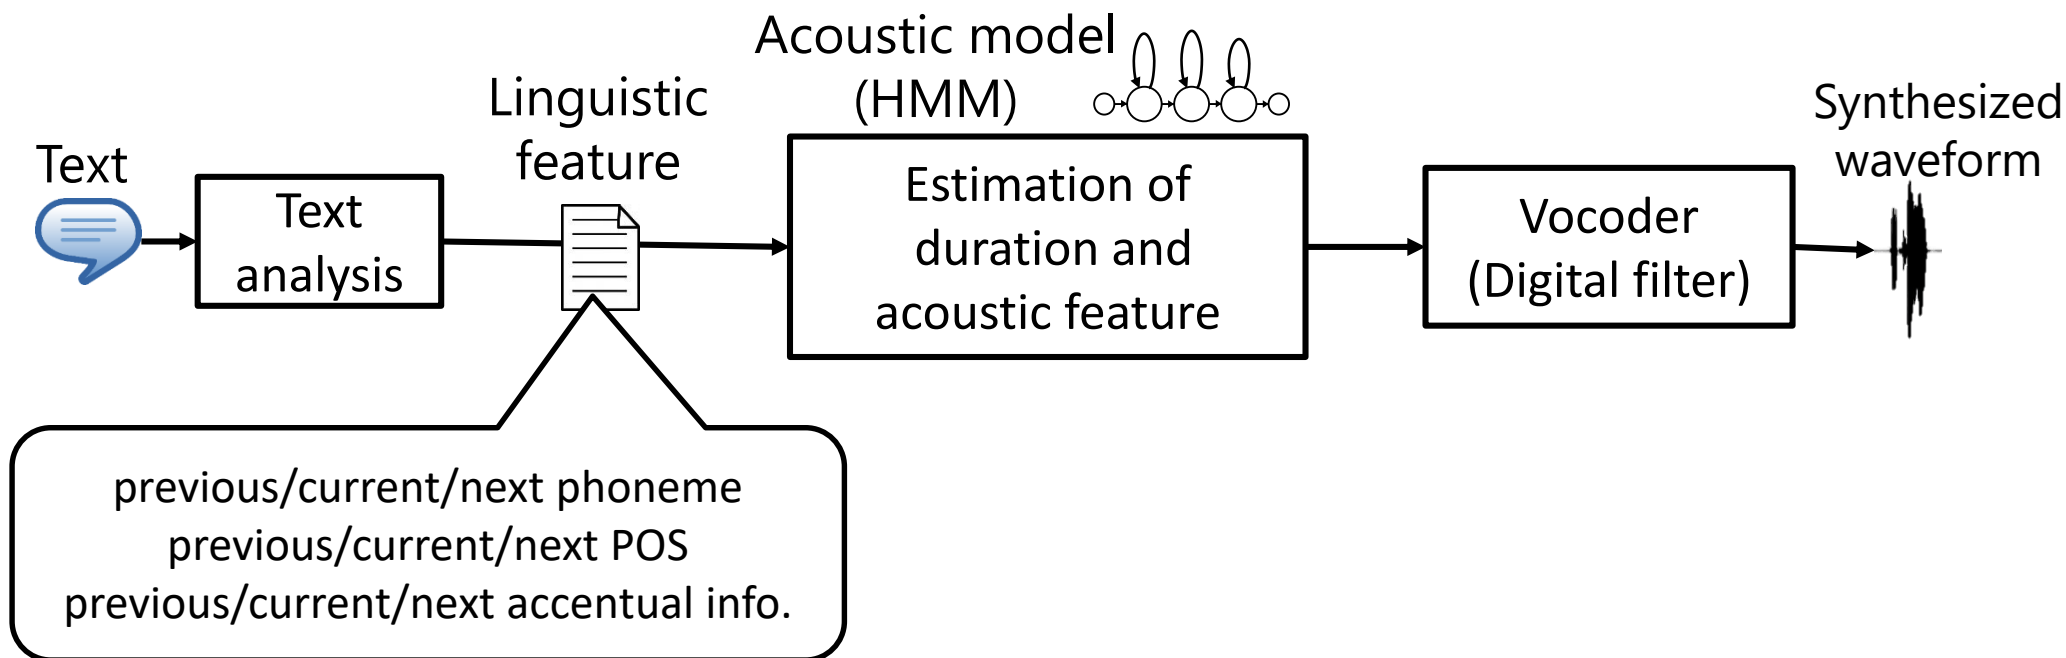 Text
Text
analysis
Linguistic
feature
Acoustic model
(HMM)
Estimation of
duration and
acoustic feature
Vocoder
(Digital filter)
Synthesized
waveform
previous/current/next phoneme
previous/current/next POS
previous/current/next accentual info.